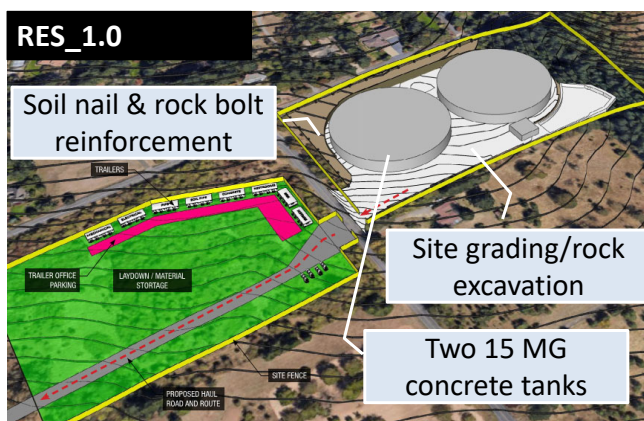 RES_1.0
Soil nail & rock bolt
reinforcement
TRAILERS
TRAILER OFFICE
PARKING
LAYDOWN / MATERIAL
STORTAGE
Site grading/rock
excavation
Two 15 MG
concrete tanks
SITE FENCE
PROPOSED HAUL
ROAD AND ROUTE